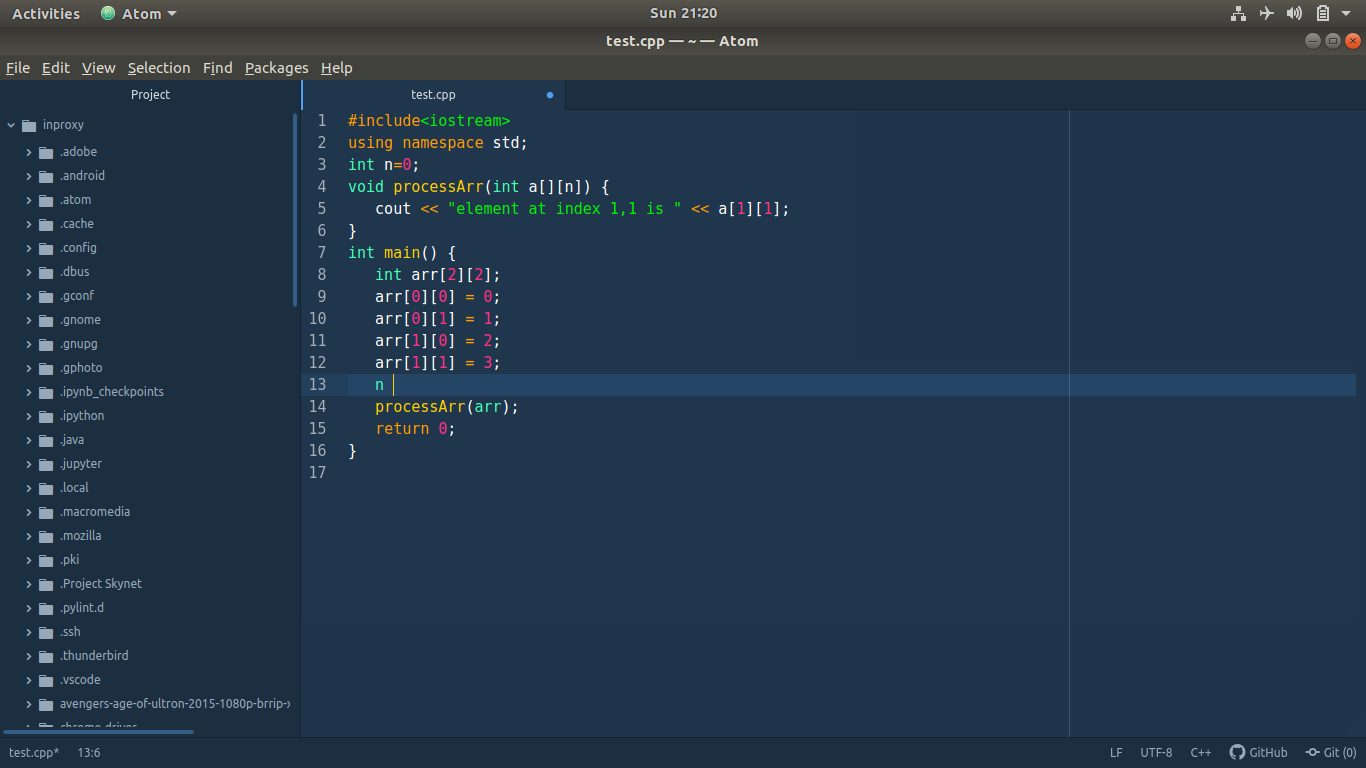 Activities Atom Sun 21:20
test.cpp — ~ — Atom
File Edit View Selection Find Packages Help
Project
inproxy
.adobe
.android
.atom
.cache
.config
.dbus
.gconf
.gnome
.gnupg
.gphoto
.ipynb_checkpoints
.ipython
.java
.jupyter
.local
.macromedia
.mozilla
.pki
.Project Skynet
.pylint.d
.ssh
.thunderbird
.vscode
avengers-age-of-ultron-2015-1080p-brrip-x
test.cpp
1 #include<iostream>
2 using namespace std;
3 int n=0;
4 void processArr(int a[][n]) {
5    cout << "element at index 1,1 is " << a[1][1];
6 }
7 int main() {
8    int arr[2][2];
9    arr[0][0] = 0;
10    arr[0][1] = 1;
11    arr[1][0] = 2;
12    arr[1][1] = 3;
13    n
14    processArr(arr);
15    return 0;
16 }
17
test.cpp* 13:6 LF UTF-8 C++ GitHub Git (0)